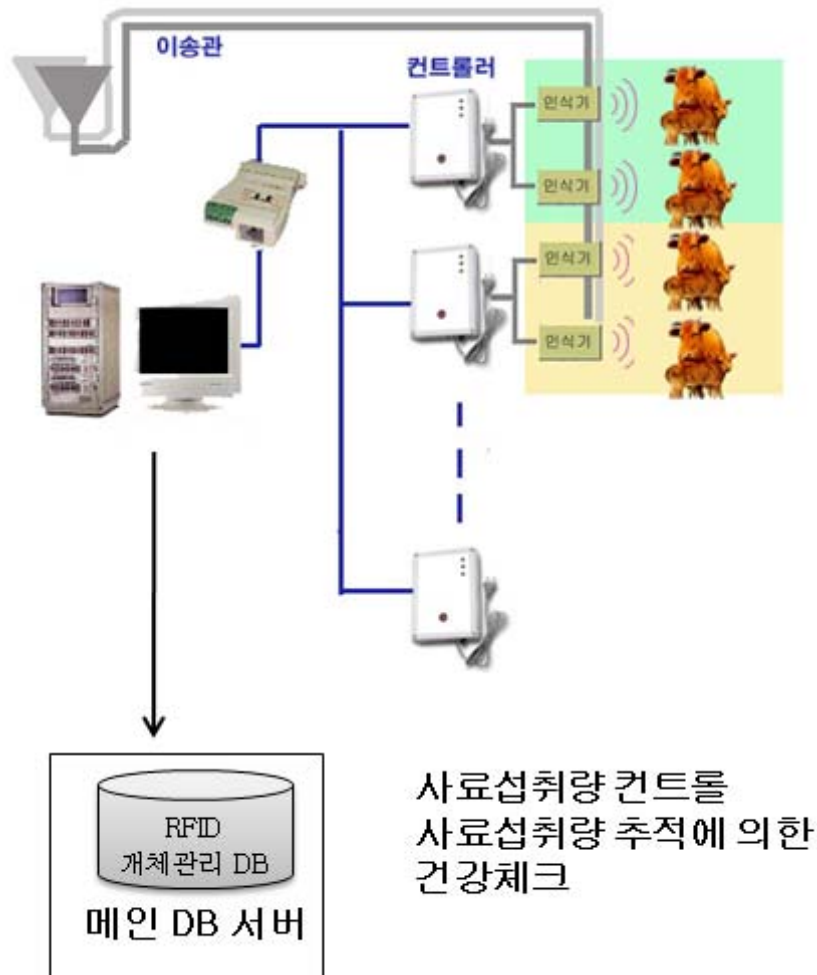 이송관
컨트롤러
인식기
인식기
인식기
인식기
RFID
개체관리 DB
메인 DB 서버
사료섭취량 컨트롤
사료섭취량 추적에 의한
건강체크